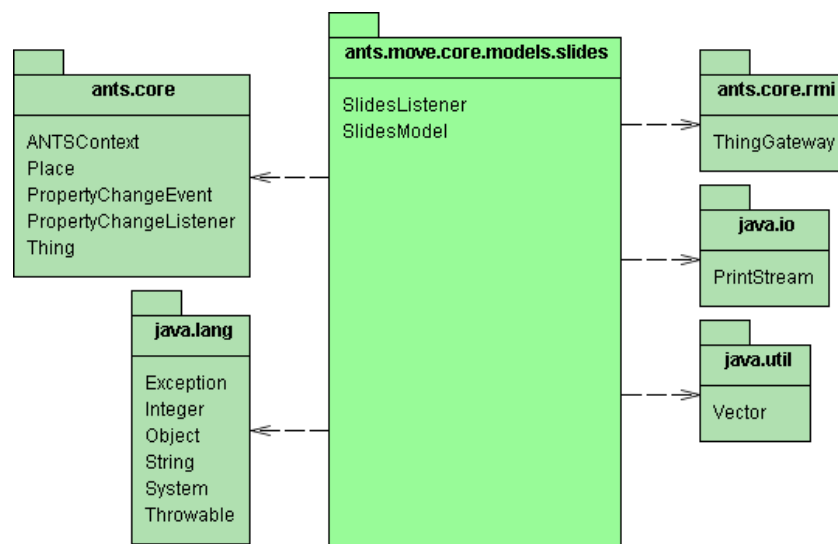 ants.core
ANTSContext
Place
PropertyChangeEvent
PropertyChangeListener
Thing
java.lang
Exception
Integer
Object
String
System
Throwable
ants.move.core.models.slides
SlidesListener
SlidesModel
ants.core.rmi
ThingGateway
java.io
PrintStream
java.util
Vector